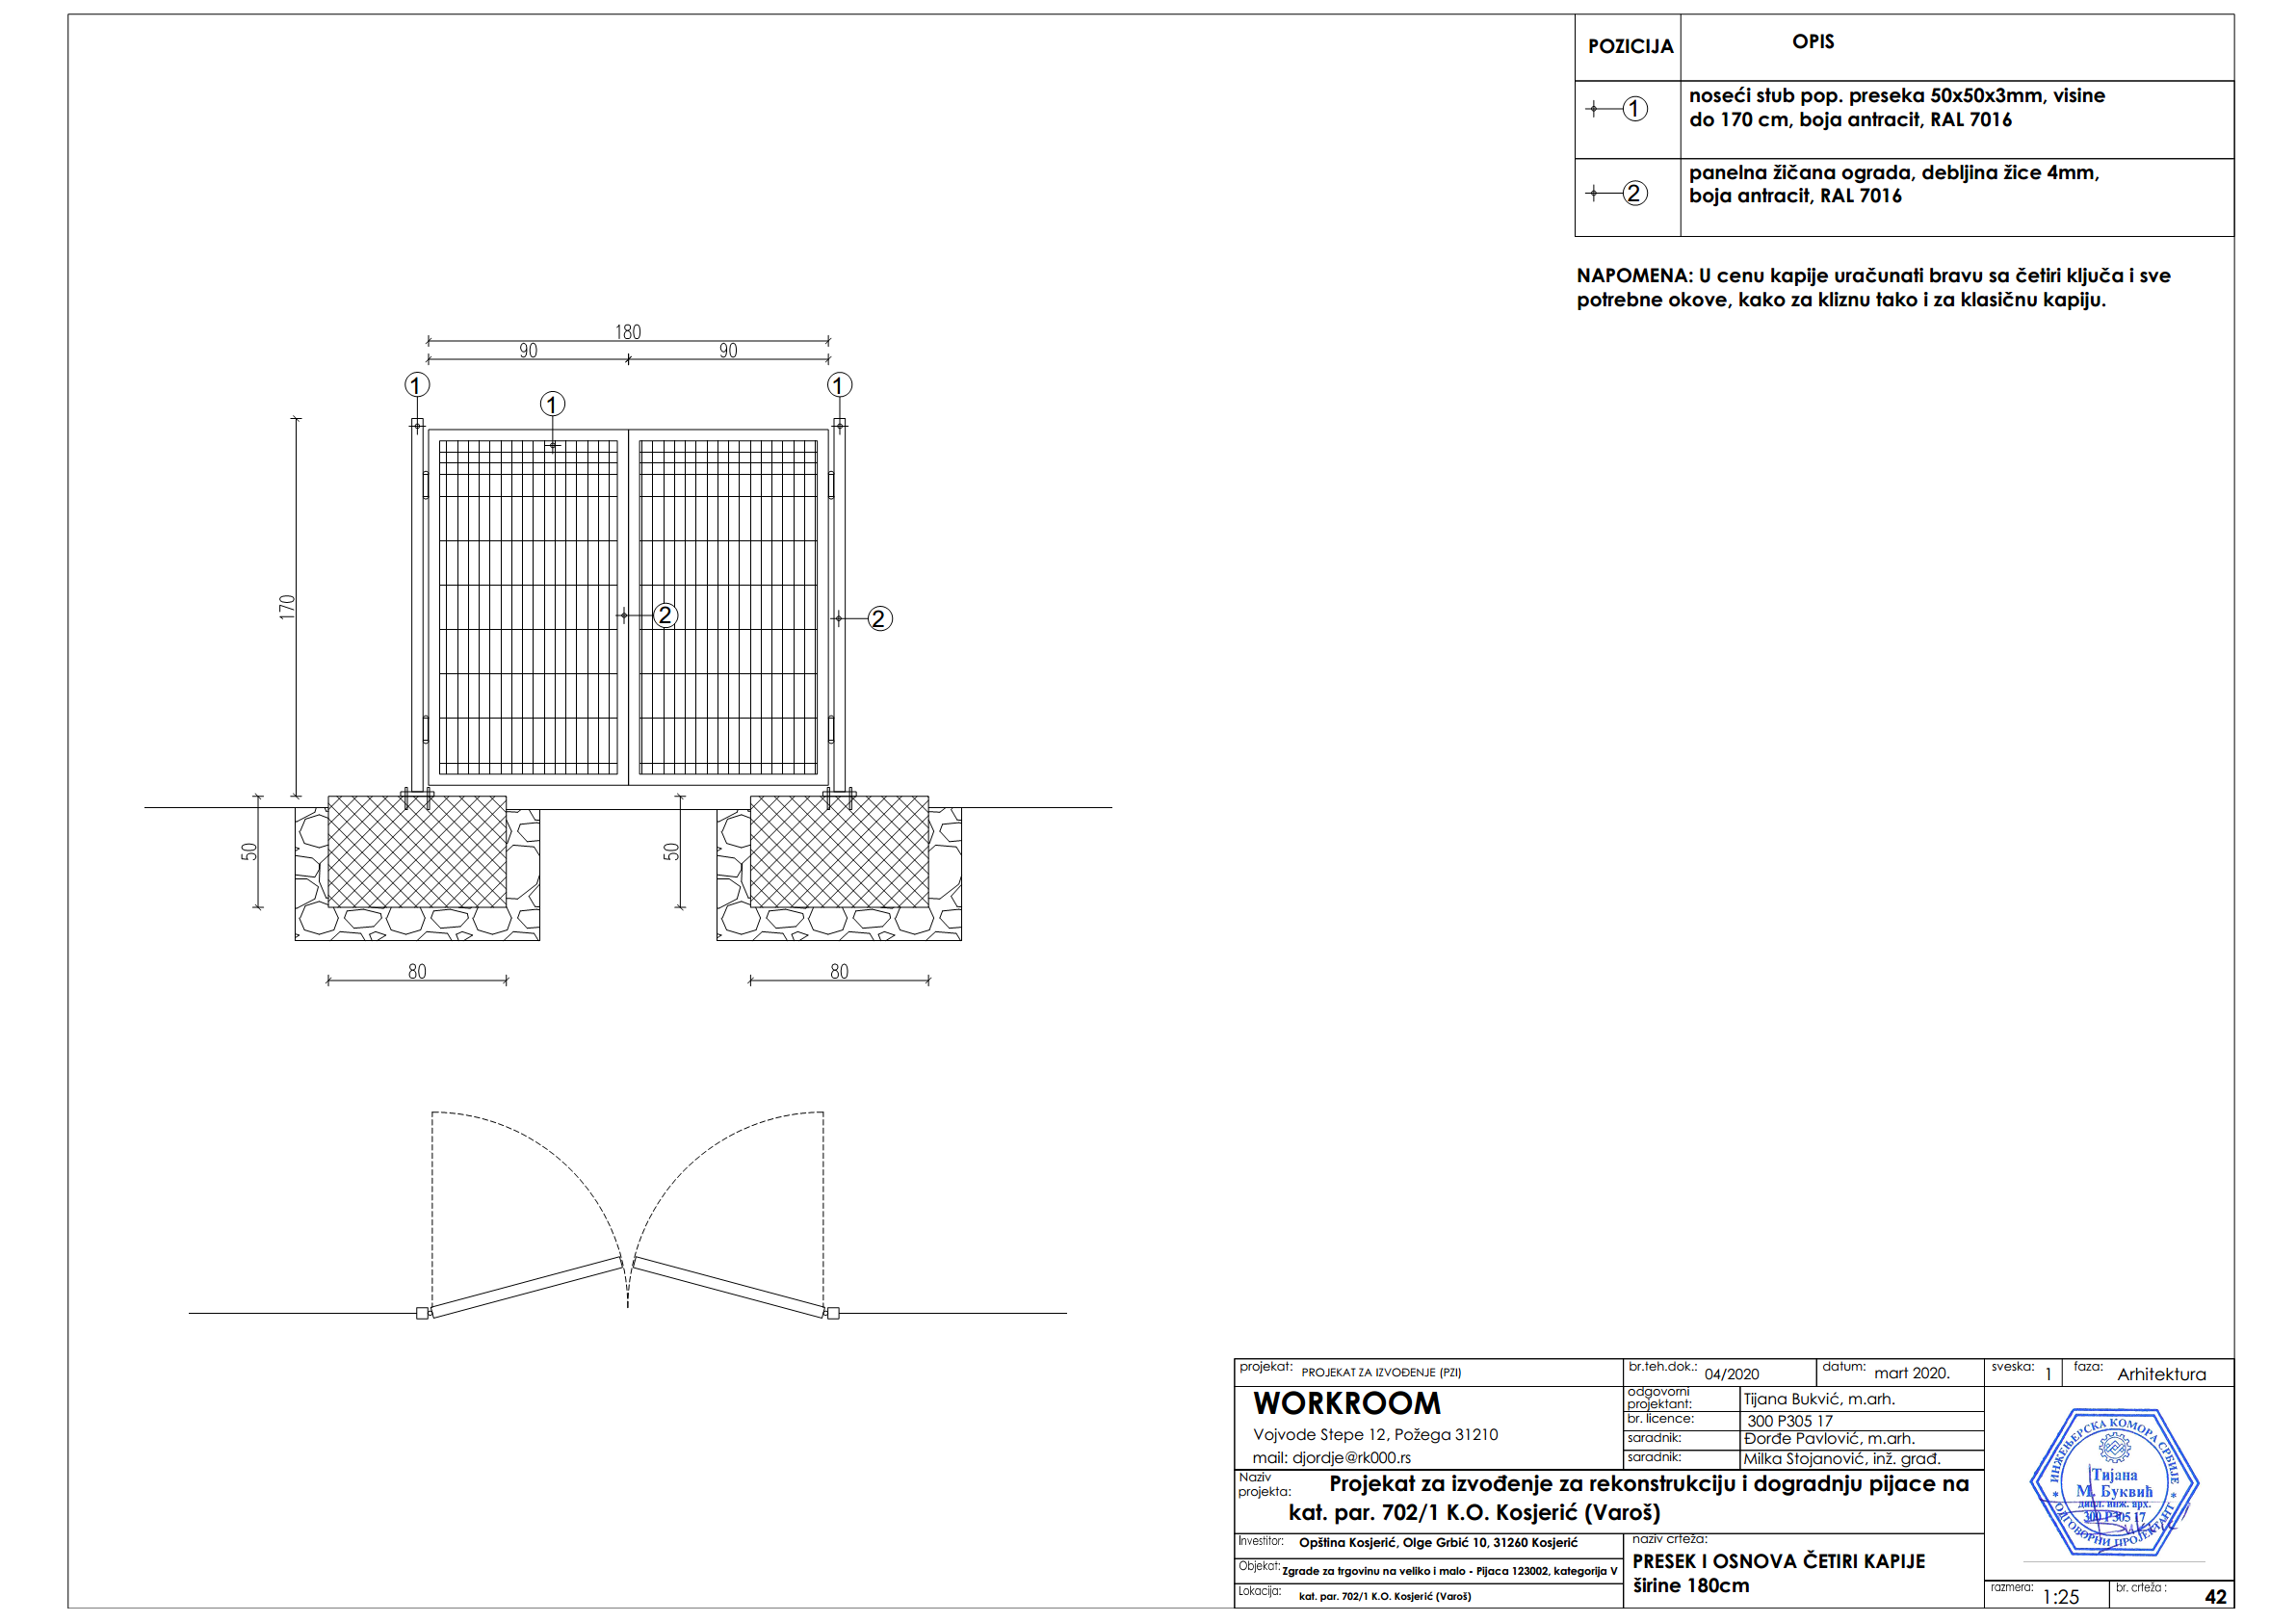 POZICIJA
OPIS
1
noseći stub pop. preseka 50x50x3mm, visine
do 170 cm, boja antracit, RAL 7016
2
panelna žičana ograda, debljina žice 4mm,
boja antracit, RAL 7016
NAPOMENA: U cenu kapije uračunati bravu sa četiri ključa i sve
potrebne okove, kako za kliznu tako i za klasičnu kapiju.
180
90
90
1
1
1
170
2
2
50
50
80
80
projekat: PROJEKAT ZA IZVOĐENJE (PZI)
br.teh.dok.: 04/2020
datum: mart 2020.
sveska: 1
faza: Arhitektura
WORKROOM
Vojvode Stepe 12, Požega 31210
mail: djordje@rk000.rs
odgovorni
projektant:
Tijana Bukvić, m.arh.
br. licence: 300 P305 17
saradnik: Đorđe Pavlović, m.arh.
saradnik: Milka Stojanović, inž. građ.
Naziv
projekta:
Projekat za izvođenje za rekonstrukciju i dogradnju pijace na
kat. par. 702/1 K.O. Kosjerić (Varoš)
Investitor: Opština Kosjerić, Olge Grbić 10, 31260 Kosjerić
Objekat: Zgrade za trgovinu na veliko i malo - Pijaca 123002, kategorija V
Lokacija: kat. par. 702/1 K.O. Kosjerić (Varoš)
naziv crteža:
PRESEK I OSNOVA ČETIRI KAPIJE
širine 180cm
ИНЖЕЊЕРСКА КОМОРА СРБИЈЕ
Тијана
М. Буквић
дипл. инж. арх.
300 P305 17
ОДГОВОРНИ ПРОЈЕКТАНТ
razmera: 1:25
br. crteža : 42